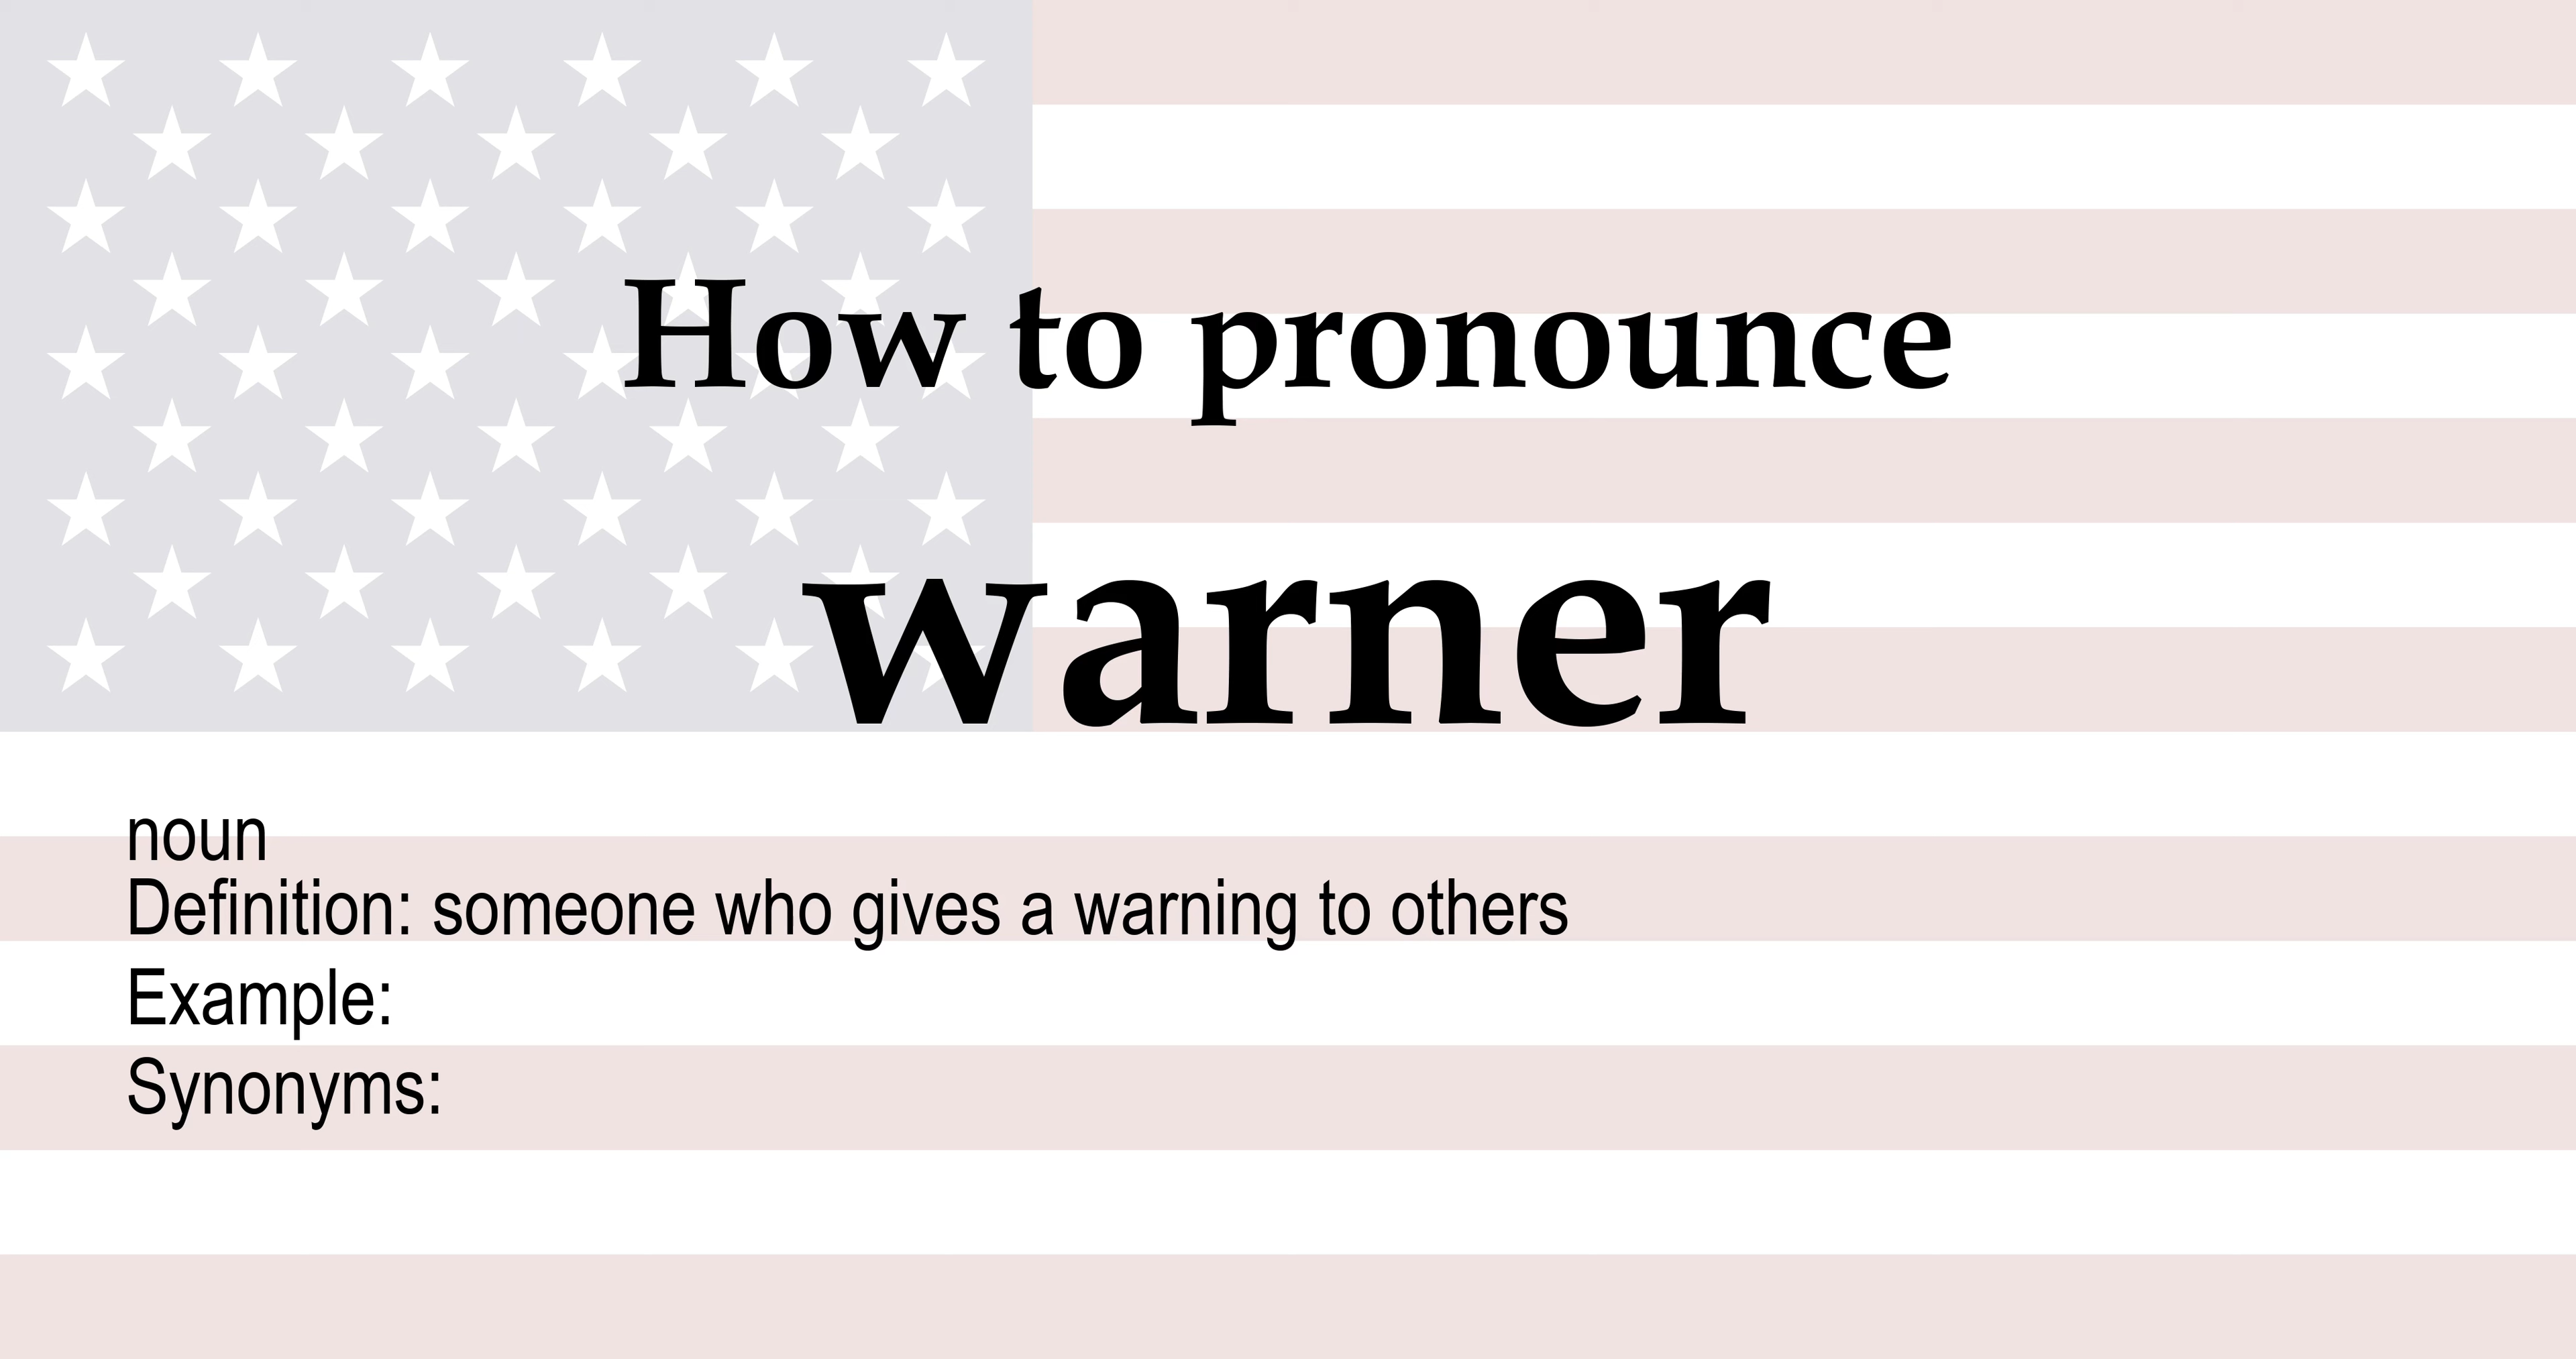 How to pronounce
warner
noun
Definition: someone who gives a warning to others
Example:
Synonyms: